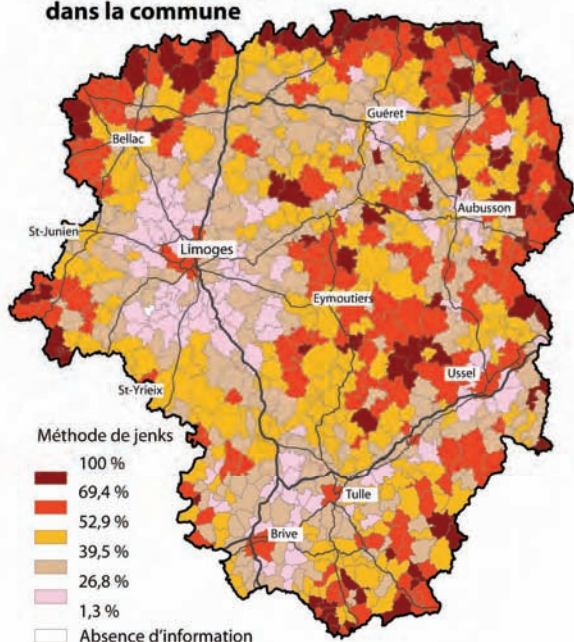 dans la commune
Guéret
Bellac
Aubusson
St-Junien
Limoges
Eymoutiers
Ussel
St-Yrieix
Méthode de jenks
100 %
69,4 %
52,9 %
39,5 %
26,8 %
1,3 %
Absence d'information
Tulle
Brive